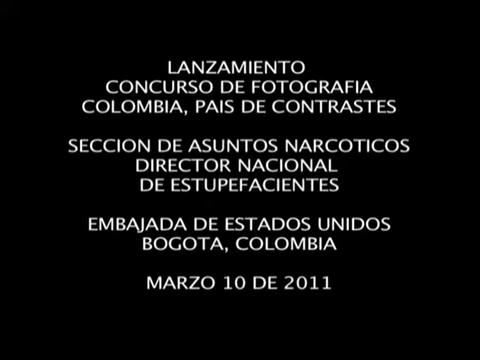 LANZAMIENTO
CONCURSO DE FOTOGRAFIA
COLOMBIA, PAIS DE CONTRASTES
SECCION DE ASUNTOS NARCOTICOS
DIRECTOR NACIONAL
DE ESTUPEFACIENTES
EMBAJADA DE ESTADOS UNIDOS
BOGOTA, COLOMBIA
MARZO 10 DE 2011